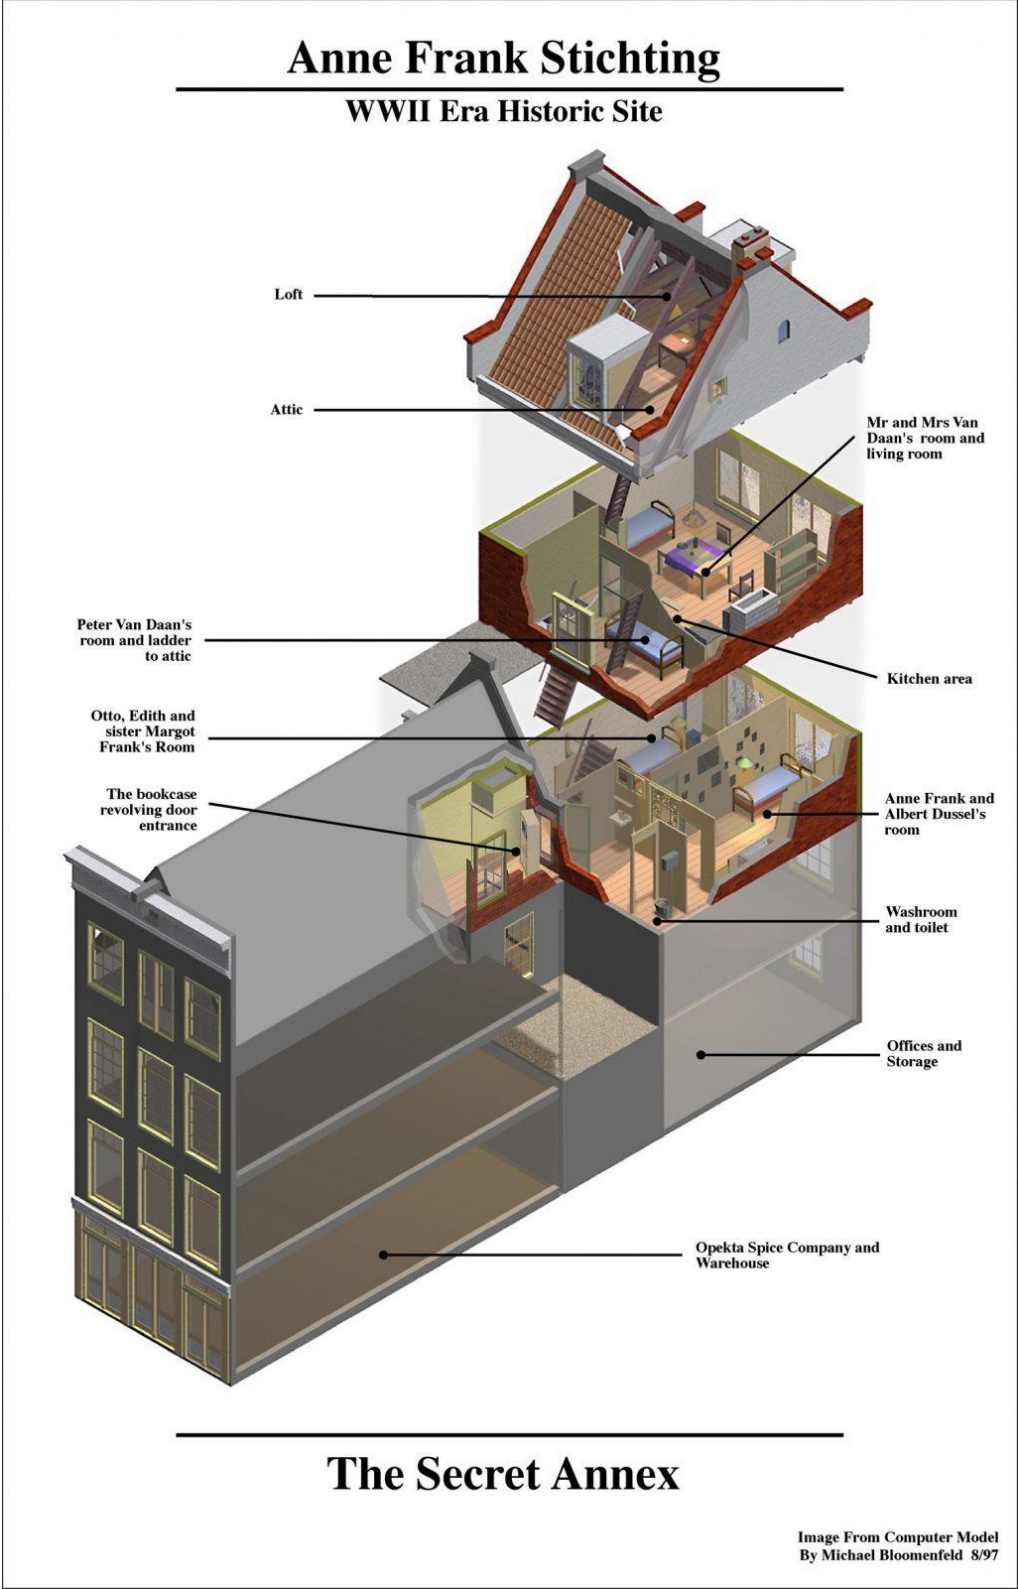 Anne Frank Stichting
WWII Era Historic Site
Loft
Attic
Mr and Mrs Van
Daan's room and
living room
Peter Van Daan's
room and ladder
to attic
Kitchen area
Otto, Edith and
sister Margot
Frank's Room
The bookcase
revolving door
entrance
Anne Frank and
Albert Dussel's
room
Washroom
and toilet
Offices and
Storage
Opekta Spice Company and
Warehouse
The Secret Annex
Image From Computer Model
By Michael Bloomenfeld 8/97